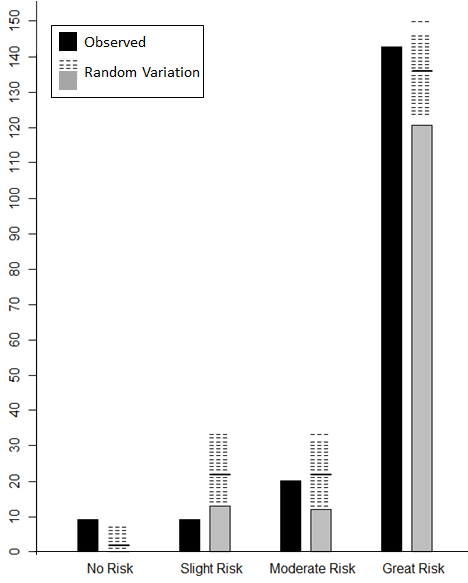 150
140
130
120
110
100
90
80
70
60
50
40
30
20
10
0
Observed
Random Variation
No Risk
Slight Risk
Moderate Risk
Great Risk